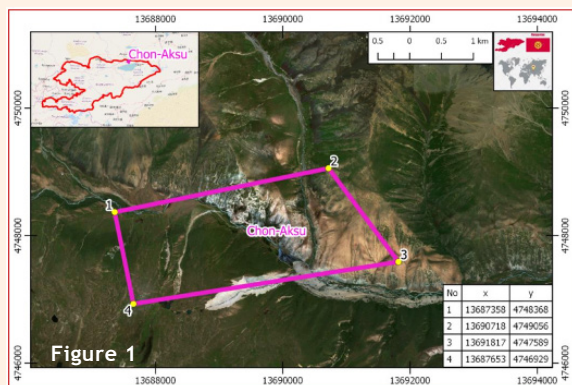 13688000 13690000 13692000 13694000
Chon-Aksu
0.5 0 0.5 1 km
4750000 4750000
4748000 4748000
4746000 4746000
1
2
3
4
Chon-Aksu
No x y
1 13687358 4748368
2 13690718 4749056
3 13691817 4747589
4 13687653 4746929
Figure 1
13688000 13690000 13692000 13694000